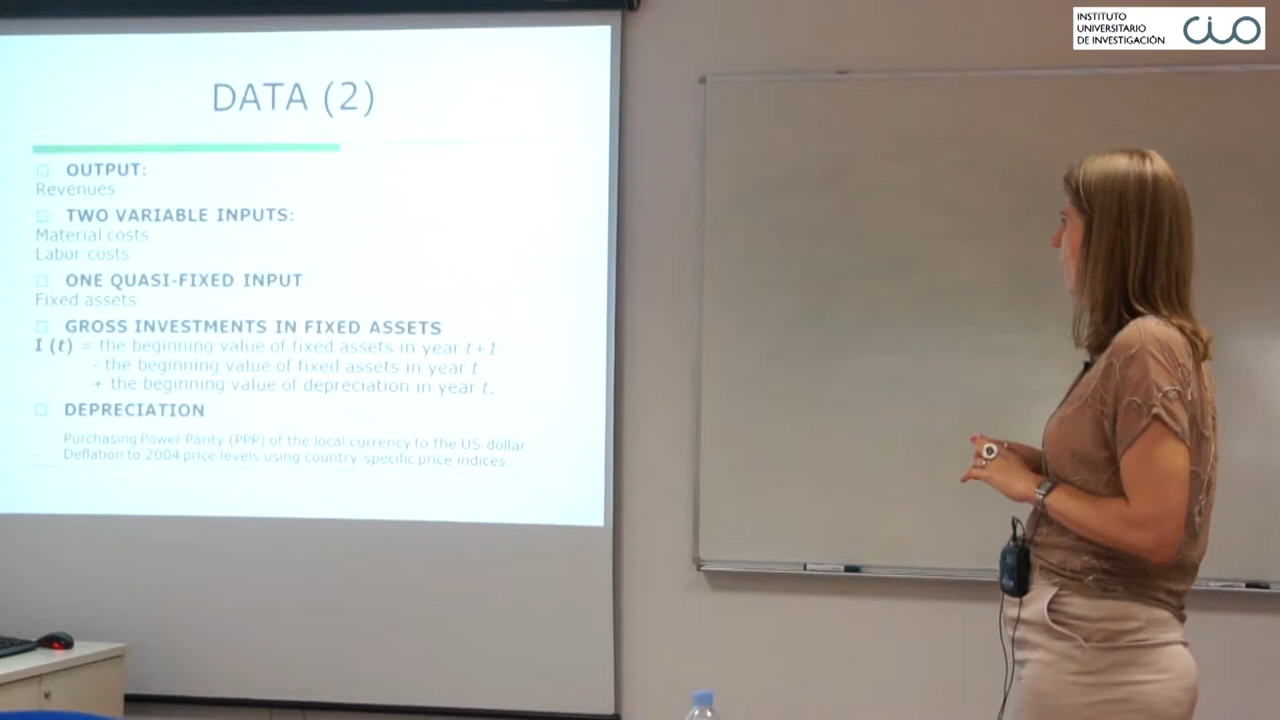 INSTITUTO
UNIVERSITARIO
DE INVESTIGACIÓN
CIO
DATA (2)
OUTPUT:
Revenues
TWO VARIABLE INPUTS:
Material costs
Labor costs
ONE QUASI-FIXED INPUT
Fixed assets
GROSS INVESTMENTS IN FIXED ASSETS
I (t) = the beginning value of fixed assets in year t+1
- the beginning value of fixed assets in year t
+ the beginning value of depreciation in year t.
DEPRECIATION
Purchasing Power Parity (PPP) of the local currency to the US dollar
Deflation to 2004 price levels using country-specific price indices.